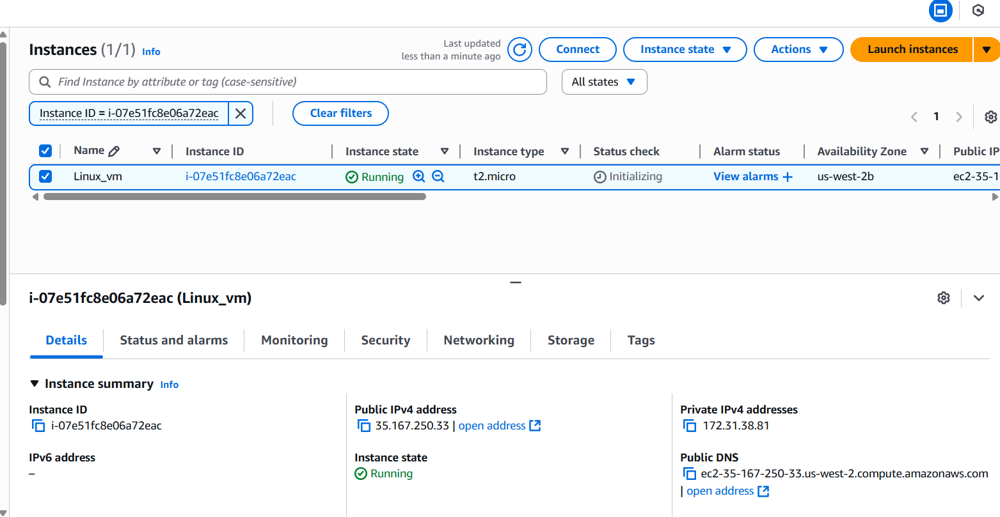 Instances (1/1) Info
Last updated
less than a minute ago
Connect
Instance state
Actions
Launch instances
Find Instance by attribute or tag (case-sensitive)
All states
Instance ID = i-07e51fc8e06a72eac
Clear filters
1
Name Instance ID Instance state Instance type Status check Alarm status Availability Zone Public IP
Linux_vm i-07e51fc8e06a72eac Running t2.micro Initializing View alarms + us-west-2b ec2-35-1
i-07e51fc8e06a72eac (Linux_vm)
Details Status and alarms Monitoring Security Networking Storage Tags
Instance summary Info
Instance ID
i-07e51fc8e06a72eac
Public IPv4 address
35.167.250.33 | open address
Private IPv4 addresses
172.31.38.81
IPv6 address
–
Instance state
Running
Public DNS
ec2-35-167-250-33.us-west-2.compute.amazonaws.com
| open address